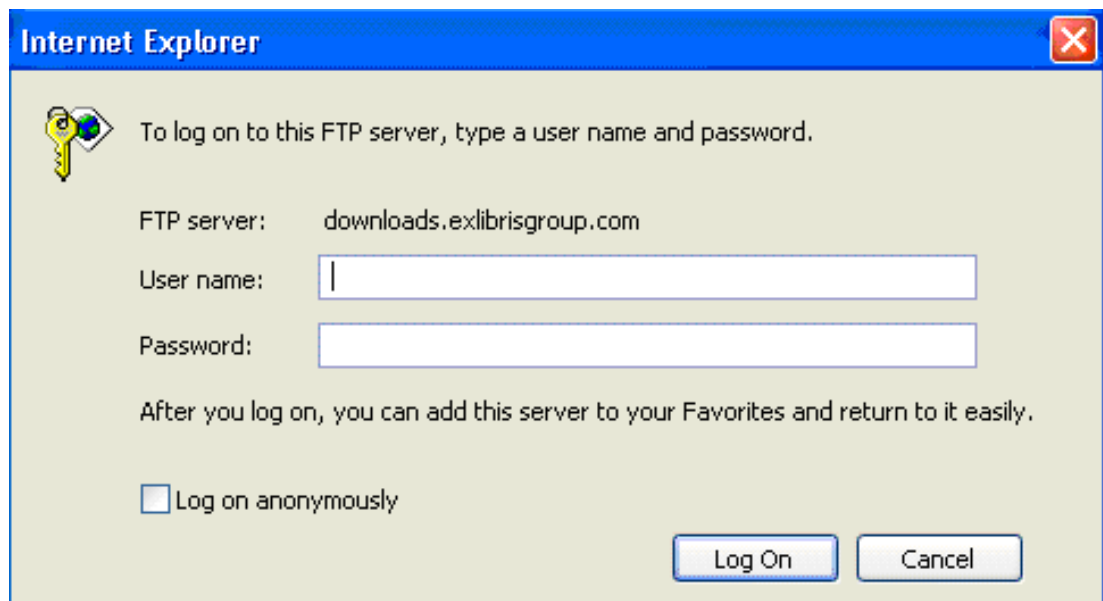 Internet Explorer
To log on to this FTP server, type a user name and password.
FTP server: downloads.exlibrisgroup.com
User name:
Password:
After you log on, you can add this server to your Favorites and return to it easily.
Log on anonymously
Log On Cancel